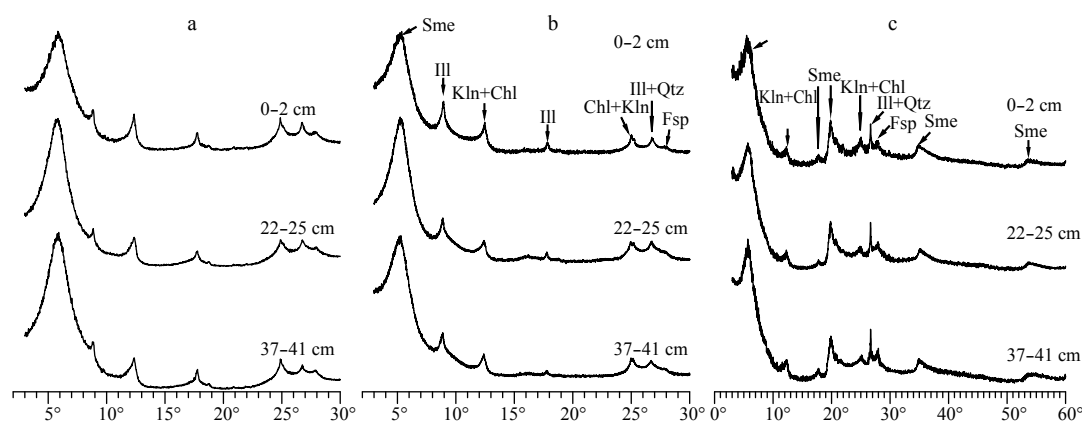 a
0–2 cm
22–25 cm
37–41 cm
5° 10° 15° 20° 25° 30°
b
Sme
0–2 cm
Ill
Kln+Chl
Ill
Ill+Qtz
Chl+Kln
Fsp
22–25 cm
37–41 cm
5° 10° 15° 20° 25° 30°
c
Sme
Kln+Chl
Kln+Chl
Ill+Qtz
0–2 cm
Fsp
Sme
Sme
22–25 cm
37–41 cm
0° 10° 20° 30° 40° 50° 60°